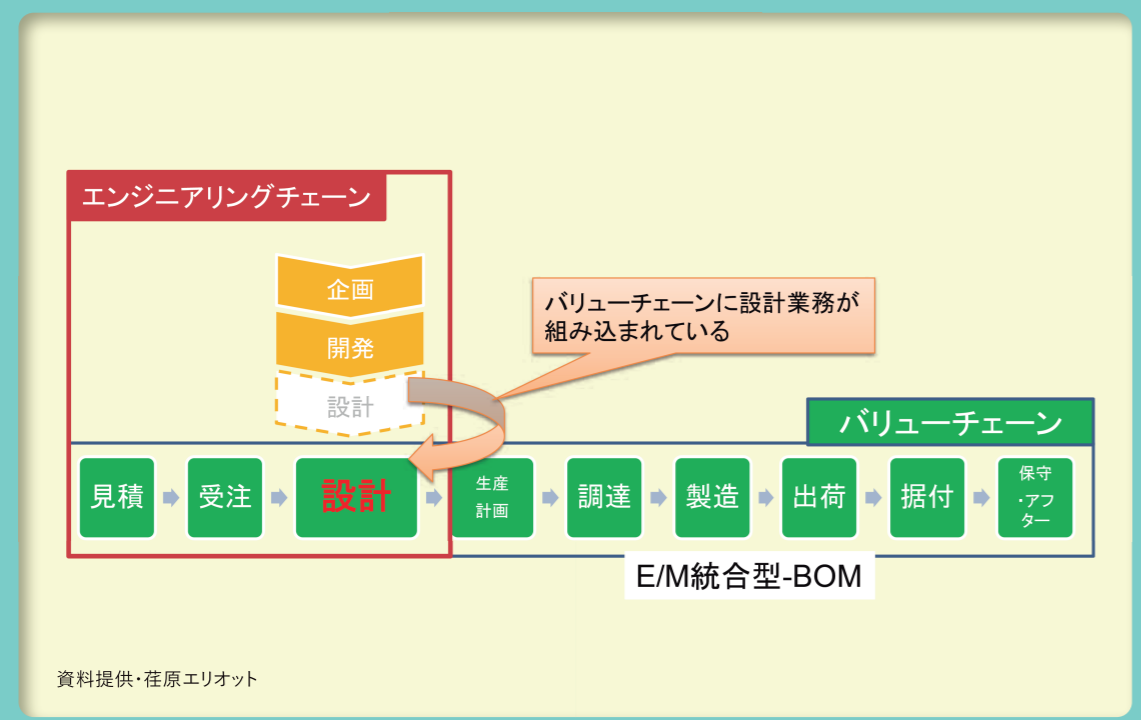 エンジニアリングチェーン
企画
開発
設計
バリューチェーンに設計業務が
組み込まれている
バリューチェーン
見積
受注
設計
生産
計画
調達
製造
出荷
据付
保守
・アフ
ター
E/M統合型-BOM
資料提供・荏原エリオット